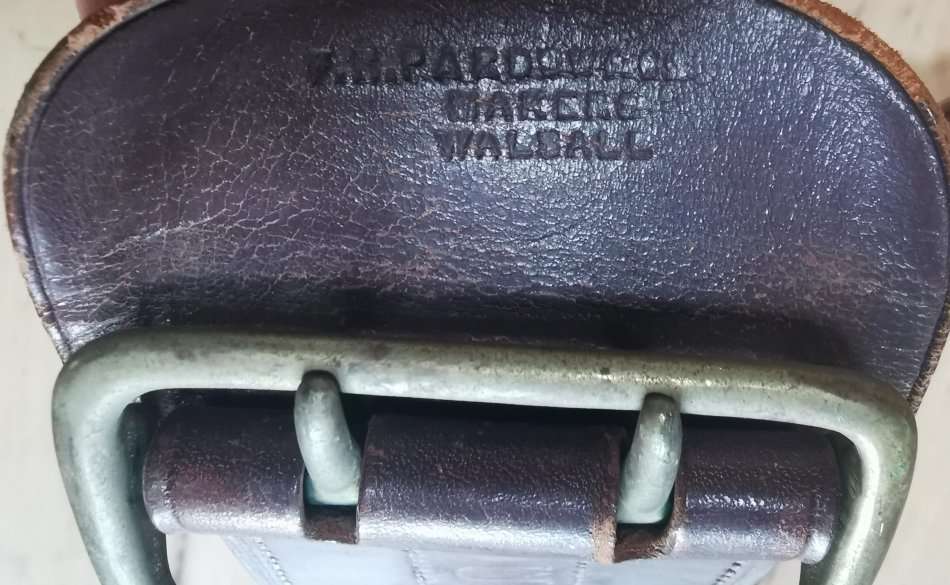 PARDOE & CO.
MAKERS
WALSALL